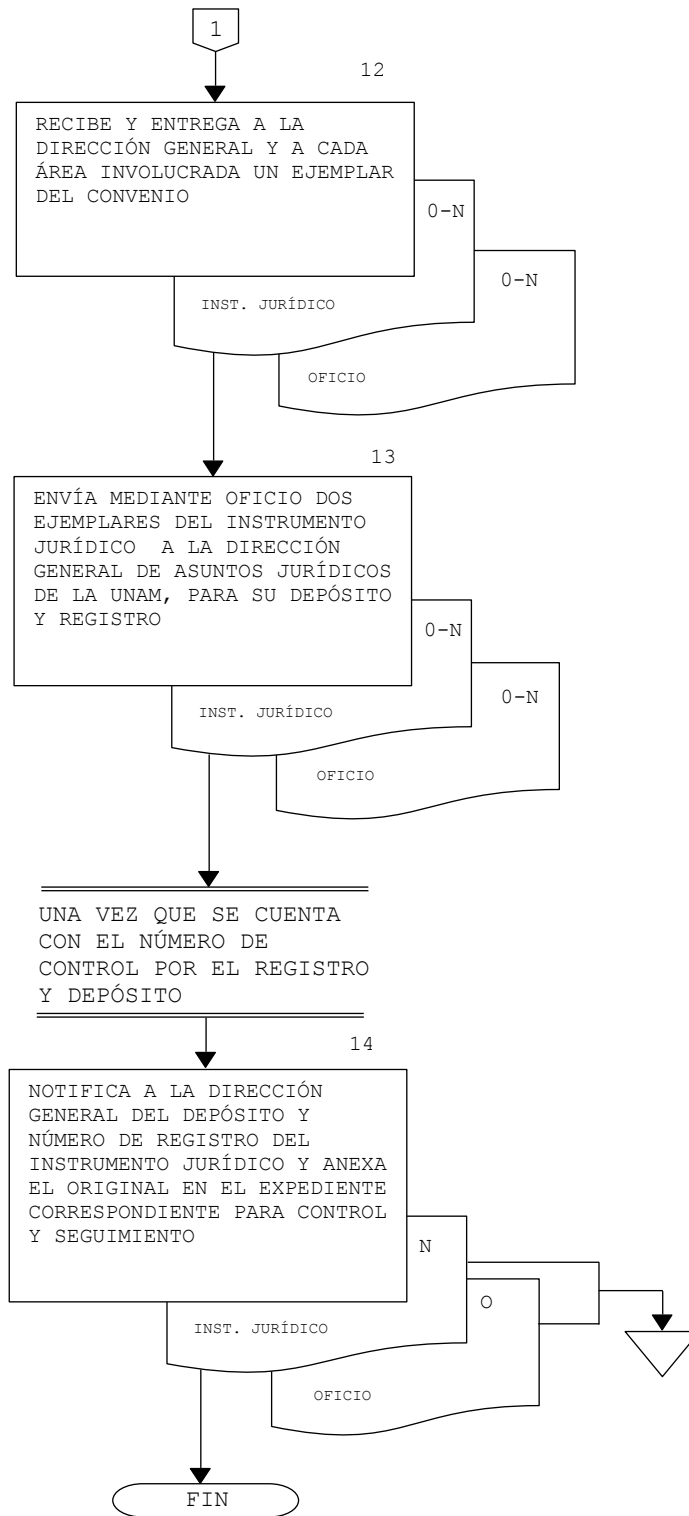 1
12
RECIBE Y ENTREGA A LA
DIRECCIÓN GENERAL Y A CADA
ÁREA INVOLUCRADA UN EJEMPLAR
DEL CONVENIO
0-N
0-N
INST. JURÍDICO
OFICIO
13
ENVÍA MEDIANTE OFICIO DOS
EJEMPLARES DEL INSTRUMENTO
JURÍDICO A LA DIRECCIÓN
GENERAL DE ASUNTOS JURÍDICOS
DE LA UNAM, PARA SU DEPÓSITO
Y REGISTRO
0-N
0-N
INST. JURÍDICO
OFICIO
UNA VEZ QUE SE CUENTA
CON EL NÚMERO DE
CONTROL POR EL REGISTRO
Y DEPÓSITO
14
NOTIFICA A LA DIRECCIÓN
GENERAL DEL DEPÓSITO Y
NÚMERO DE REGISTRO DEL
INSTRUMENTO JURÍDICO Y ANEXA
EL ORIGINAL EN EL EXPEDIENTE
CORRESPONDIENTE PARA CONTROL
Y SEGUIMIENTO
N
O
INST. JURÍDICO
OFICIO
FIN